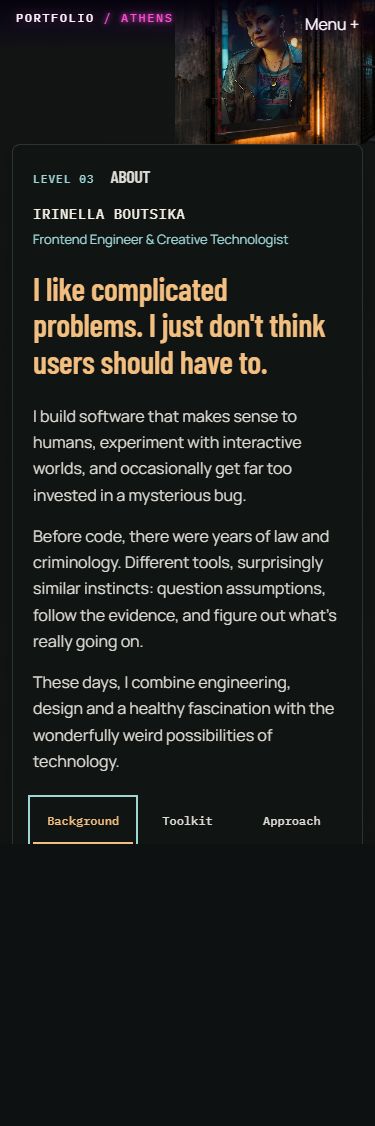 PORTFOLIO / ATHENS
Menu +
LEVEL 03 ABOUT
IRINELLA BOUTSIKA
Frontend Engineer & Creative Technologist
I like complicated
problems. I just don't think
users should have to.
I build software that makes sense to
humans, experiment with interactive
worlds, and occasionally get far too
invested in a mysterious bug.
Before code, there were years of law and
criminology. Different tools, surprisingly
similar instincts: question assumptions,
follow the evidence, and figure out what's
really going on.
These days, I combine engineering,
design and a healthy fascination with the
wonderfully weird possibilities of
technology.
Background Toolkit Approach